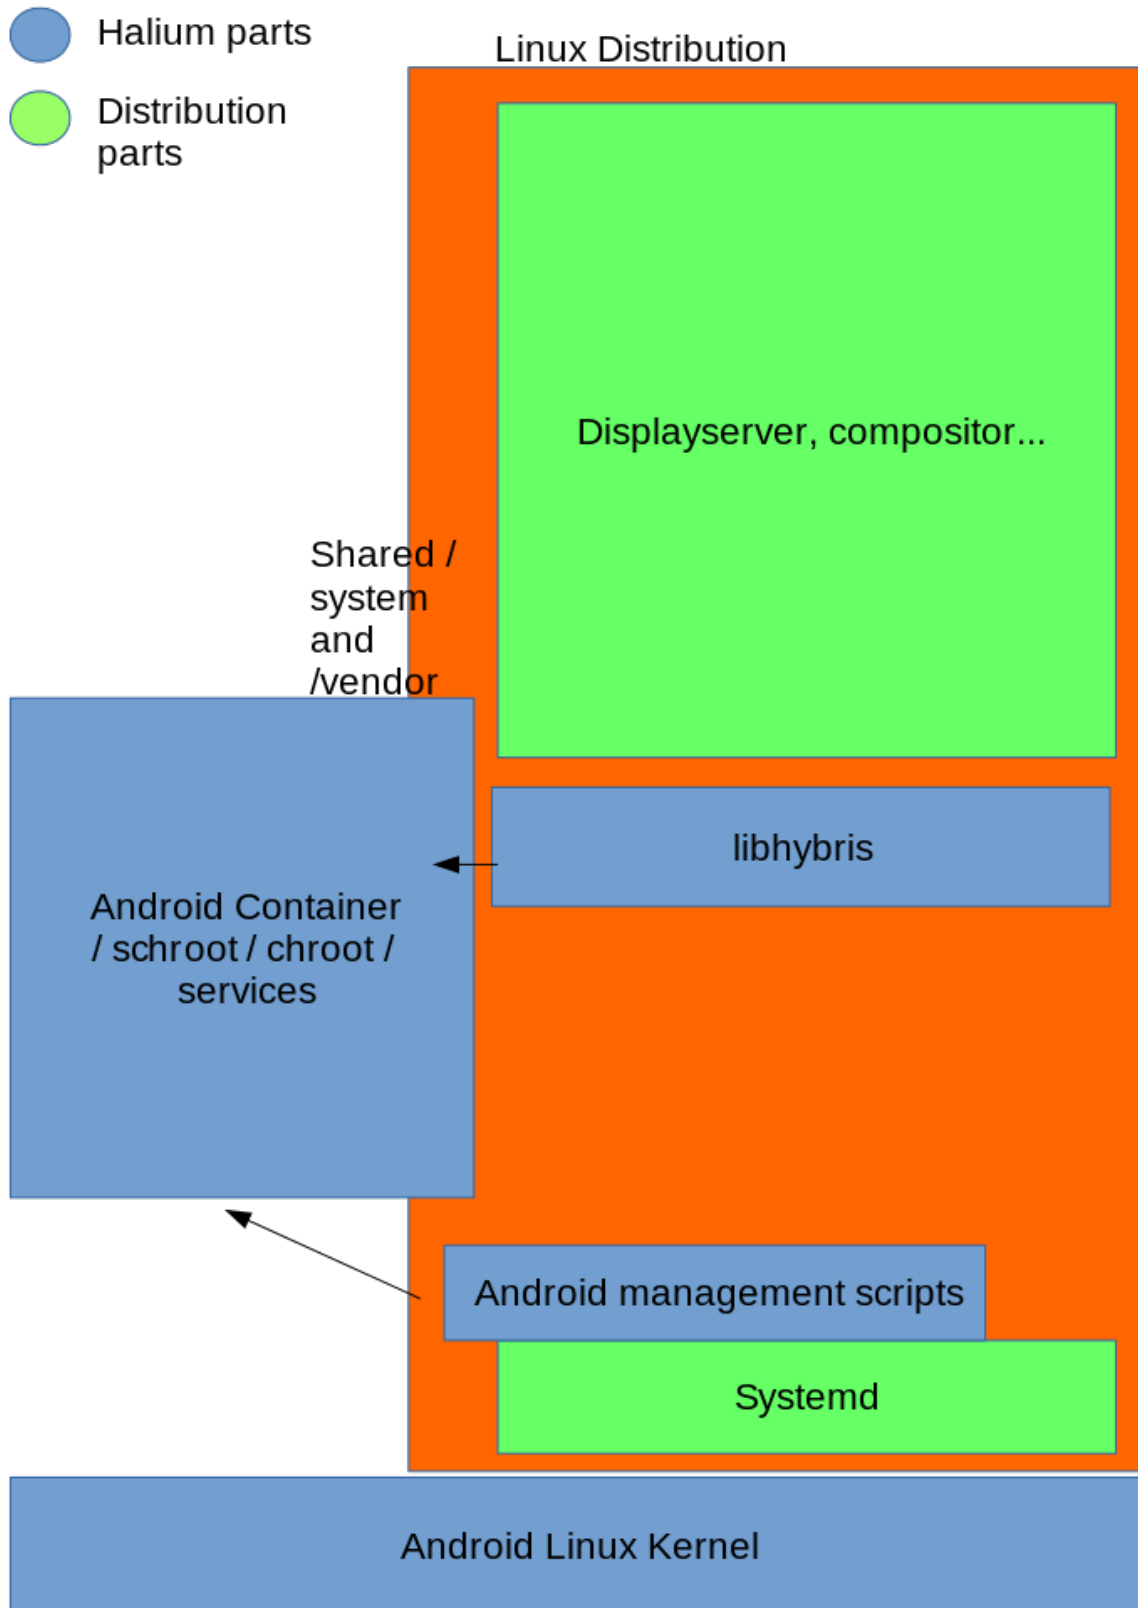 Halium parts
Distribution
parts
Linux Distribution
Displayserver, compositor...
Shared /
system
and
/vendor
libhybris
Android Container
/ schroot / chroot /
services
Android management scripts
Systemd
Android Linux Kernel